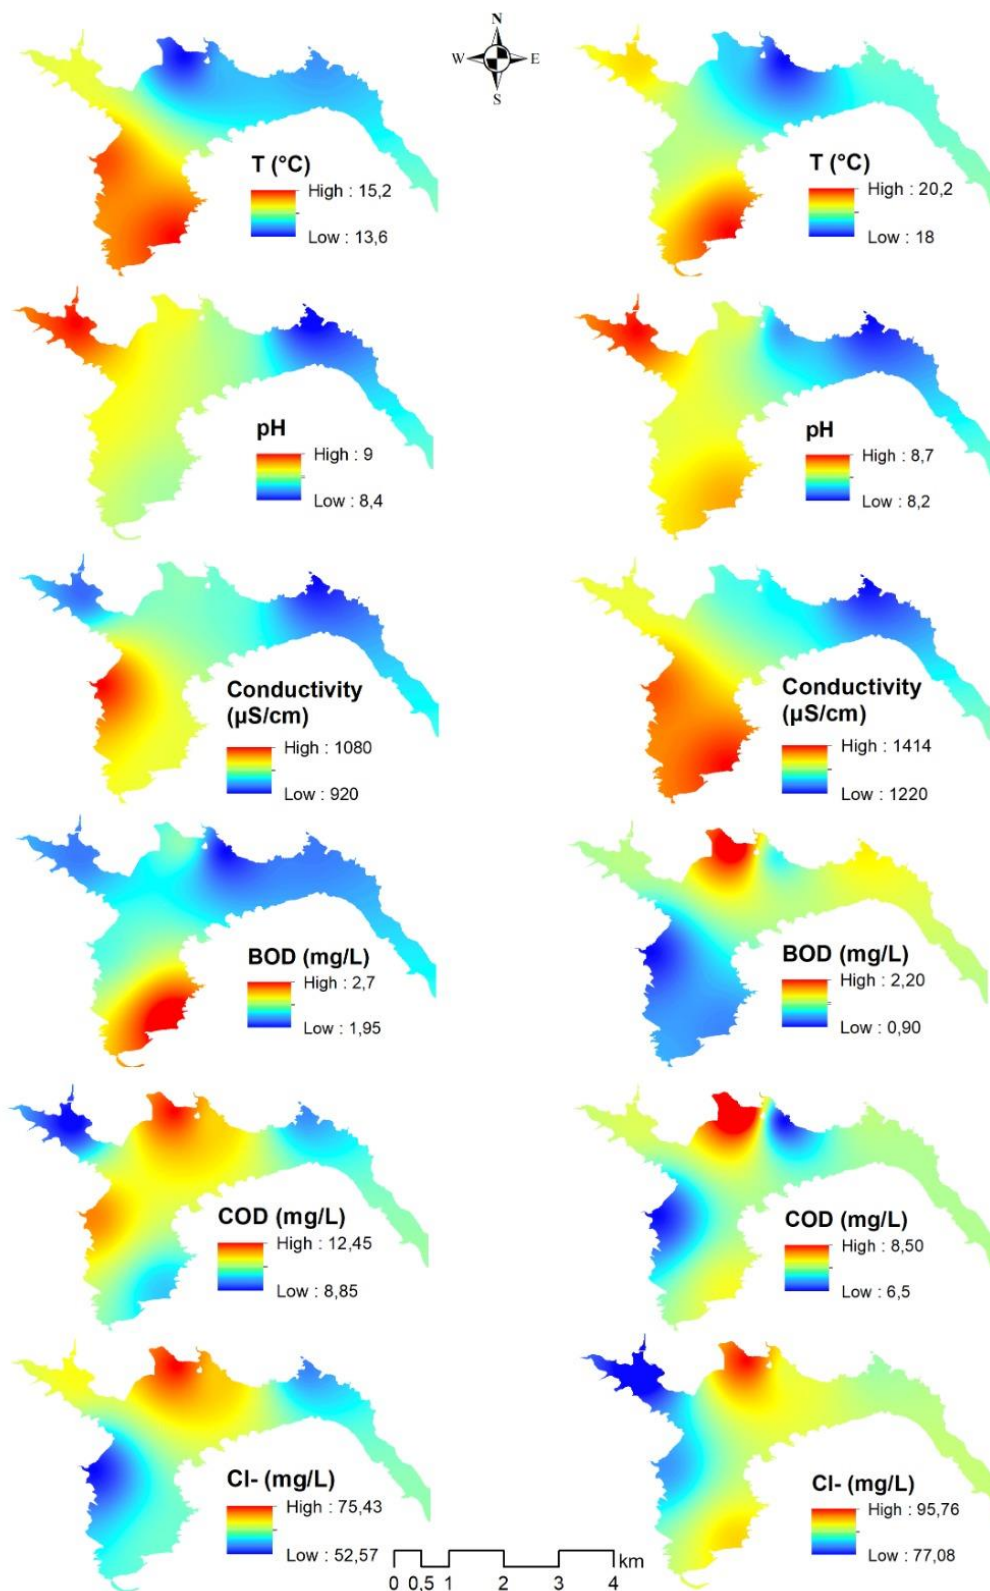 N
W E
S
T (°C)
High : 15,2
Low : 13,6
T (°C)
High : 20,2
Low : 18
pH
High : 9
Low : 8,4
pH
High : 8,7
Low : 8,2
Conductivity
(µS/cm)
High : 1080
Low : 920
Conductivity
(µS/cm)
High : 1414
Low : 1220
BOD (mg/L)
High : 2,7
Low : 1,95
BOD (mg/L)
High : 2,20
Low : 0,90
COD (mg/L)
High : 12,45
Low : 8,85
COD (mg/L)
High : 8,50
Low : 6,5
Cl- (mg/L)
High : 75,43
Low : 52,57
Cl- (mg/L)
High : 95,76
Low : 77,08
km
0 0,5 1 2 3 4